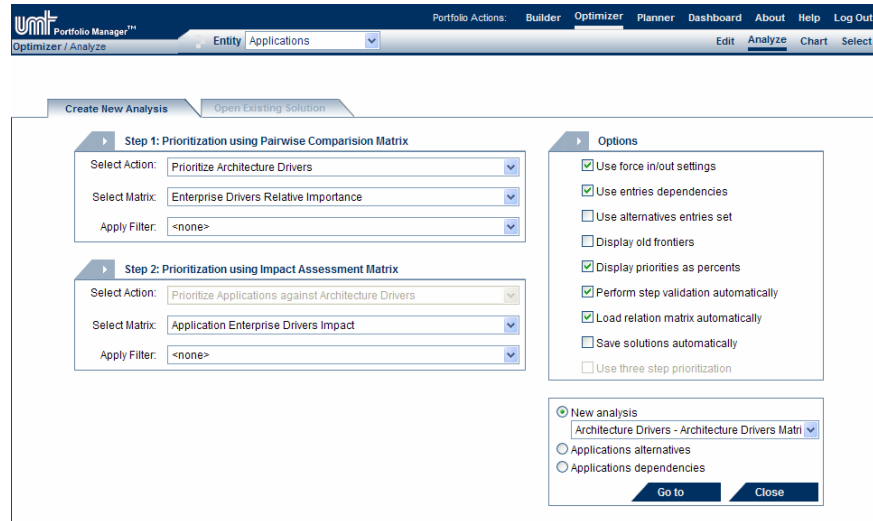 umt Portfolio Manager™
Portfolio Actions: Builder Optimizer Planner Dashboard About Help Log Out
Optimizer / Analyze
Entity Applications
Edit Analyze Chart Select
Create New Analysis
Open Existing Solution
Step 1: Prioritization using Pairwise Comparision Matrix
Select Action: Prioritize Architecture Drivers
Select Matrix: Enterprise Drivers Relative Importance
Apply Filter: <none>
Step 2: Prioritization using Impact Assessment Matrix
Select Action: Prioritize Applications against Architecture Drivers
Select Matrix: Application Enterprise Drivers Impact
Apply Filter: <none>
Options
Use force in/out settings
Use entries dependencies
Use alternatives entries set
Display old frontiers
Display priorities as percents
Perform step validation automatically
Load relation matrix automatically
Save solutions automatically
Use three step prioritization
New analysis
Architecture Drivers - Architecture Drivers Matri
Applications alternatives
Applications dependencies
Go to
Close